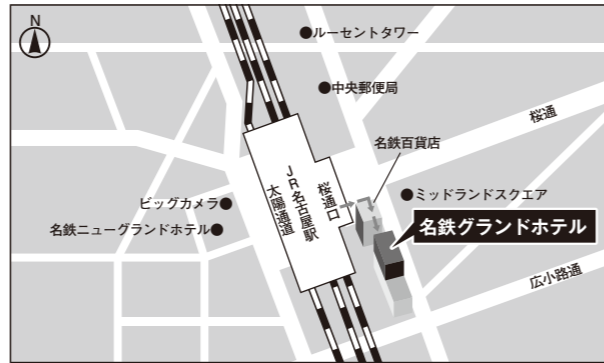 N
●ルーセントタワー
●中央郵便局
桜通
名鉄百貨店
桜通口
JR名古屋駅
太陽通道
ビッグカメラ●
●ミッドランドスクエア
名鉄ニューグランドホテル●
名鉄グランドホテル
広小路通